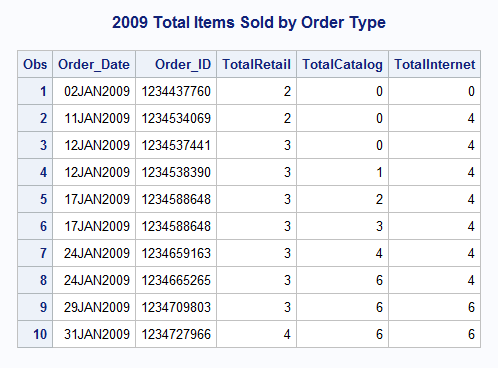 2009 Total Items Sold by Order Type
Obs Order_Date Order_ID TotalRetail TotalCatalog TotalInternet
1 02JAN2009 1234437760 2 0 0
2 11JAN2009 1234534069 2 0 4
3 12JAN2009 1234537441 3 0 4
4 12JAN2009 1234538390 3 1 4
5 17JAN2009 1234588648 3 2 4
6 17JAN2009 1234588648 3 3 4
7 24JAN2009 1234659163 3 4 4
8 24JAN2009 1234665265 3 6 4
9 29JAN2009 1234709803 3 6 6
10 31JAN2009 1234727966 4 6 6